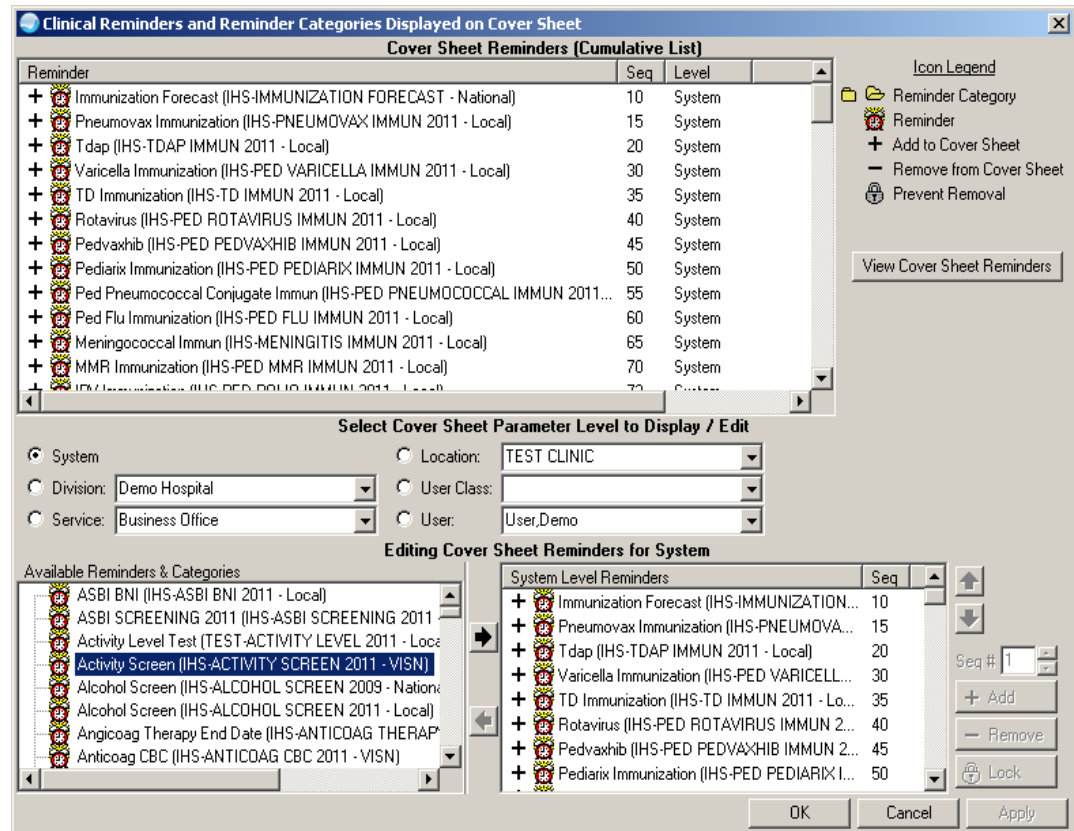 Clinical Reminders and Reminder Categories Displayed on Cover Sheet
Cover Sheet Reminders (Cumulative List)
Reminder Seq Level
Immunization Forecast (IHS-IMMUNIZATION FORECAST - National) 10 System
Pneumovax Immunization (IHS-PNEUMOVAX IMMUN 2011 - Local) 15 System
Tdap (IHS-TDAP IMMUN 2011 - Local) 20 System
Varicella Immunization (IHS-PED VARICELLA IMMUN 2011 - Local) 30 System
TD Immunization (IHS-TD IMMUN 2011 - Local) 35 System
Rotavirus (IHS-PED ROTAVIRUS IMMUN 2011 - Local) 40 System
Pedvaxhib (IHS-PED PEDVAXHIB IMMUN 2011 - Local) 45 System
Pediarix Immunization (IHS-PED PEDIARIX IMMUN 2011 - Local) 50 System
Ped Pneumococcal Conjugate Immun (IHS-PED PNEUMOCOCCAL IMMUN 2011... 55 System
Ped Flu Immunization (IHS-PED FLU IMMUN 2011 - Local) 60 System
Meningococcal Immun (IHS-MENINGITIS IMMUN 2011 - Local) 65 System
MMR Immunization (IHS-PED MMR IMMUN 2011 - Local) 70 System
Icon Legend
Reminder Category
Reminder
Add to Cover Sheet
Remove from Cover Sheet
Prevent Removal
View Cover Sheet Reminders
Select Cover Sheet Parameter Level to Display / Edit
System
Location: TEST CLINIC
Division: Demo Hospital
User Class:
Service: Business Office
User: User,Demo
Editing Cover Sheet Reminders for System
Available Reminders & Categories
ASBI BNI (IHS-ASBI BNI 2011 - Local)
ASBI SCREENING 2011 (IHS-ASBI SCREENING 2011 -
Activity Level Test (TEST-ACTIVITY LEVEL 2011 - Loca
Activity Screen (IHS-ACTIVITY SCREEN 2011 - VISN)
Alcohol Screen (IHS-ALCOHOL SCREEN 2009 - Nationa
Alcohol Screen (IHS-ALCOHOL SCREEN 2011 - Local)
Angicoag Therapy End Date (IHS-ANTICOAG THERAP
Anticoag CBC (IHS-ANTICOAG CBC 2011 - VISN)
System Level Reminders Seq
Immunization Forecast (IHS-IMMUNIZATION... 10
Pneumovax Immunization (IHS-PNEUMOVA... 15
Tdap (IHS-TDAP IMMUN 2011 - Local) 20
Varicella Immunization (IHS-PED VARICELL... 30
TD Immunization (IHS-TD IMMUN 2011 - Lo... 35
Rotavirus (IHS-PED ROTAVIRUS IMMUN 2... 40
Pedvaxhib (IHS-PED PEDVAXHIB IMMUN 2... 45
Pediarix Immunization (IHS-PED PEDIARIX I... 50
Seq # 1
Add
Remove
Lock
OK Cancel Apply